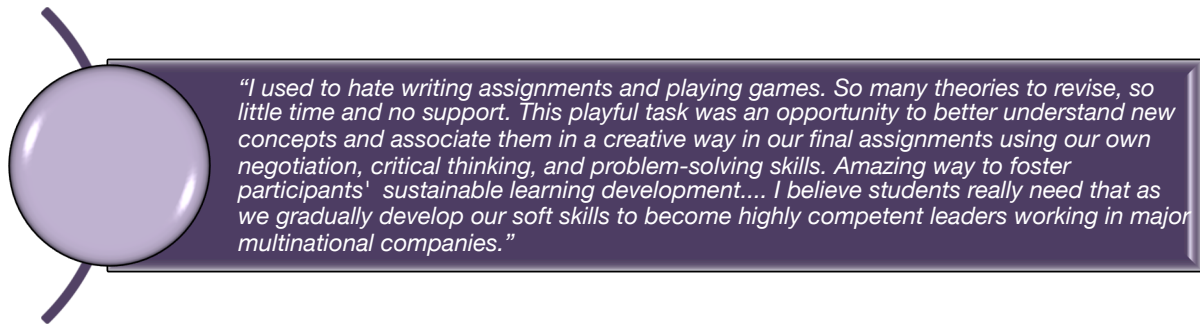 “I used to hate writing assignments and playing games. So many theories to revise, so
little time and no support. This playful task was an opportunity to better understand new
concepts and associate them in a creative way in our final assignments using our own
negotiation, critical thinking, and problem-solving skills. Amazing way to foster
participants' sustainable learning development.... I believe students really need that as
we gradually develop our soft skills to become highly competent leaders working in major
multinational companies.”